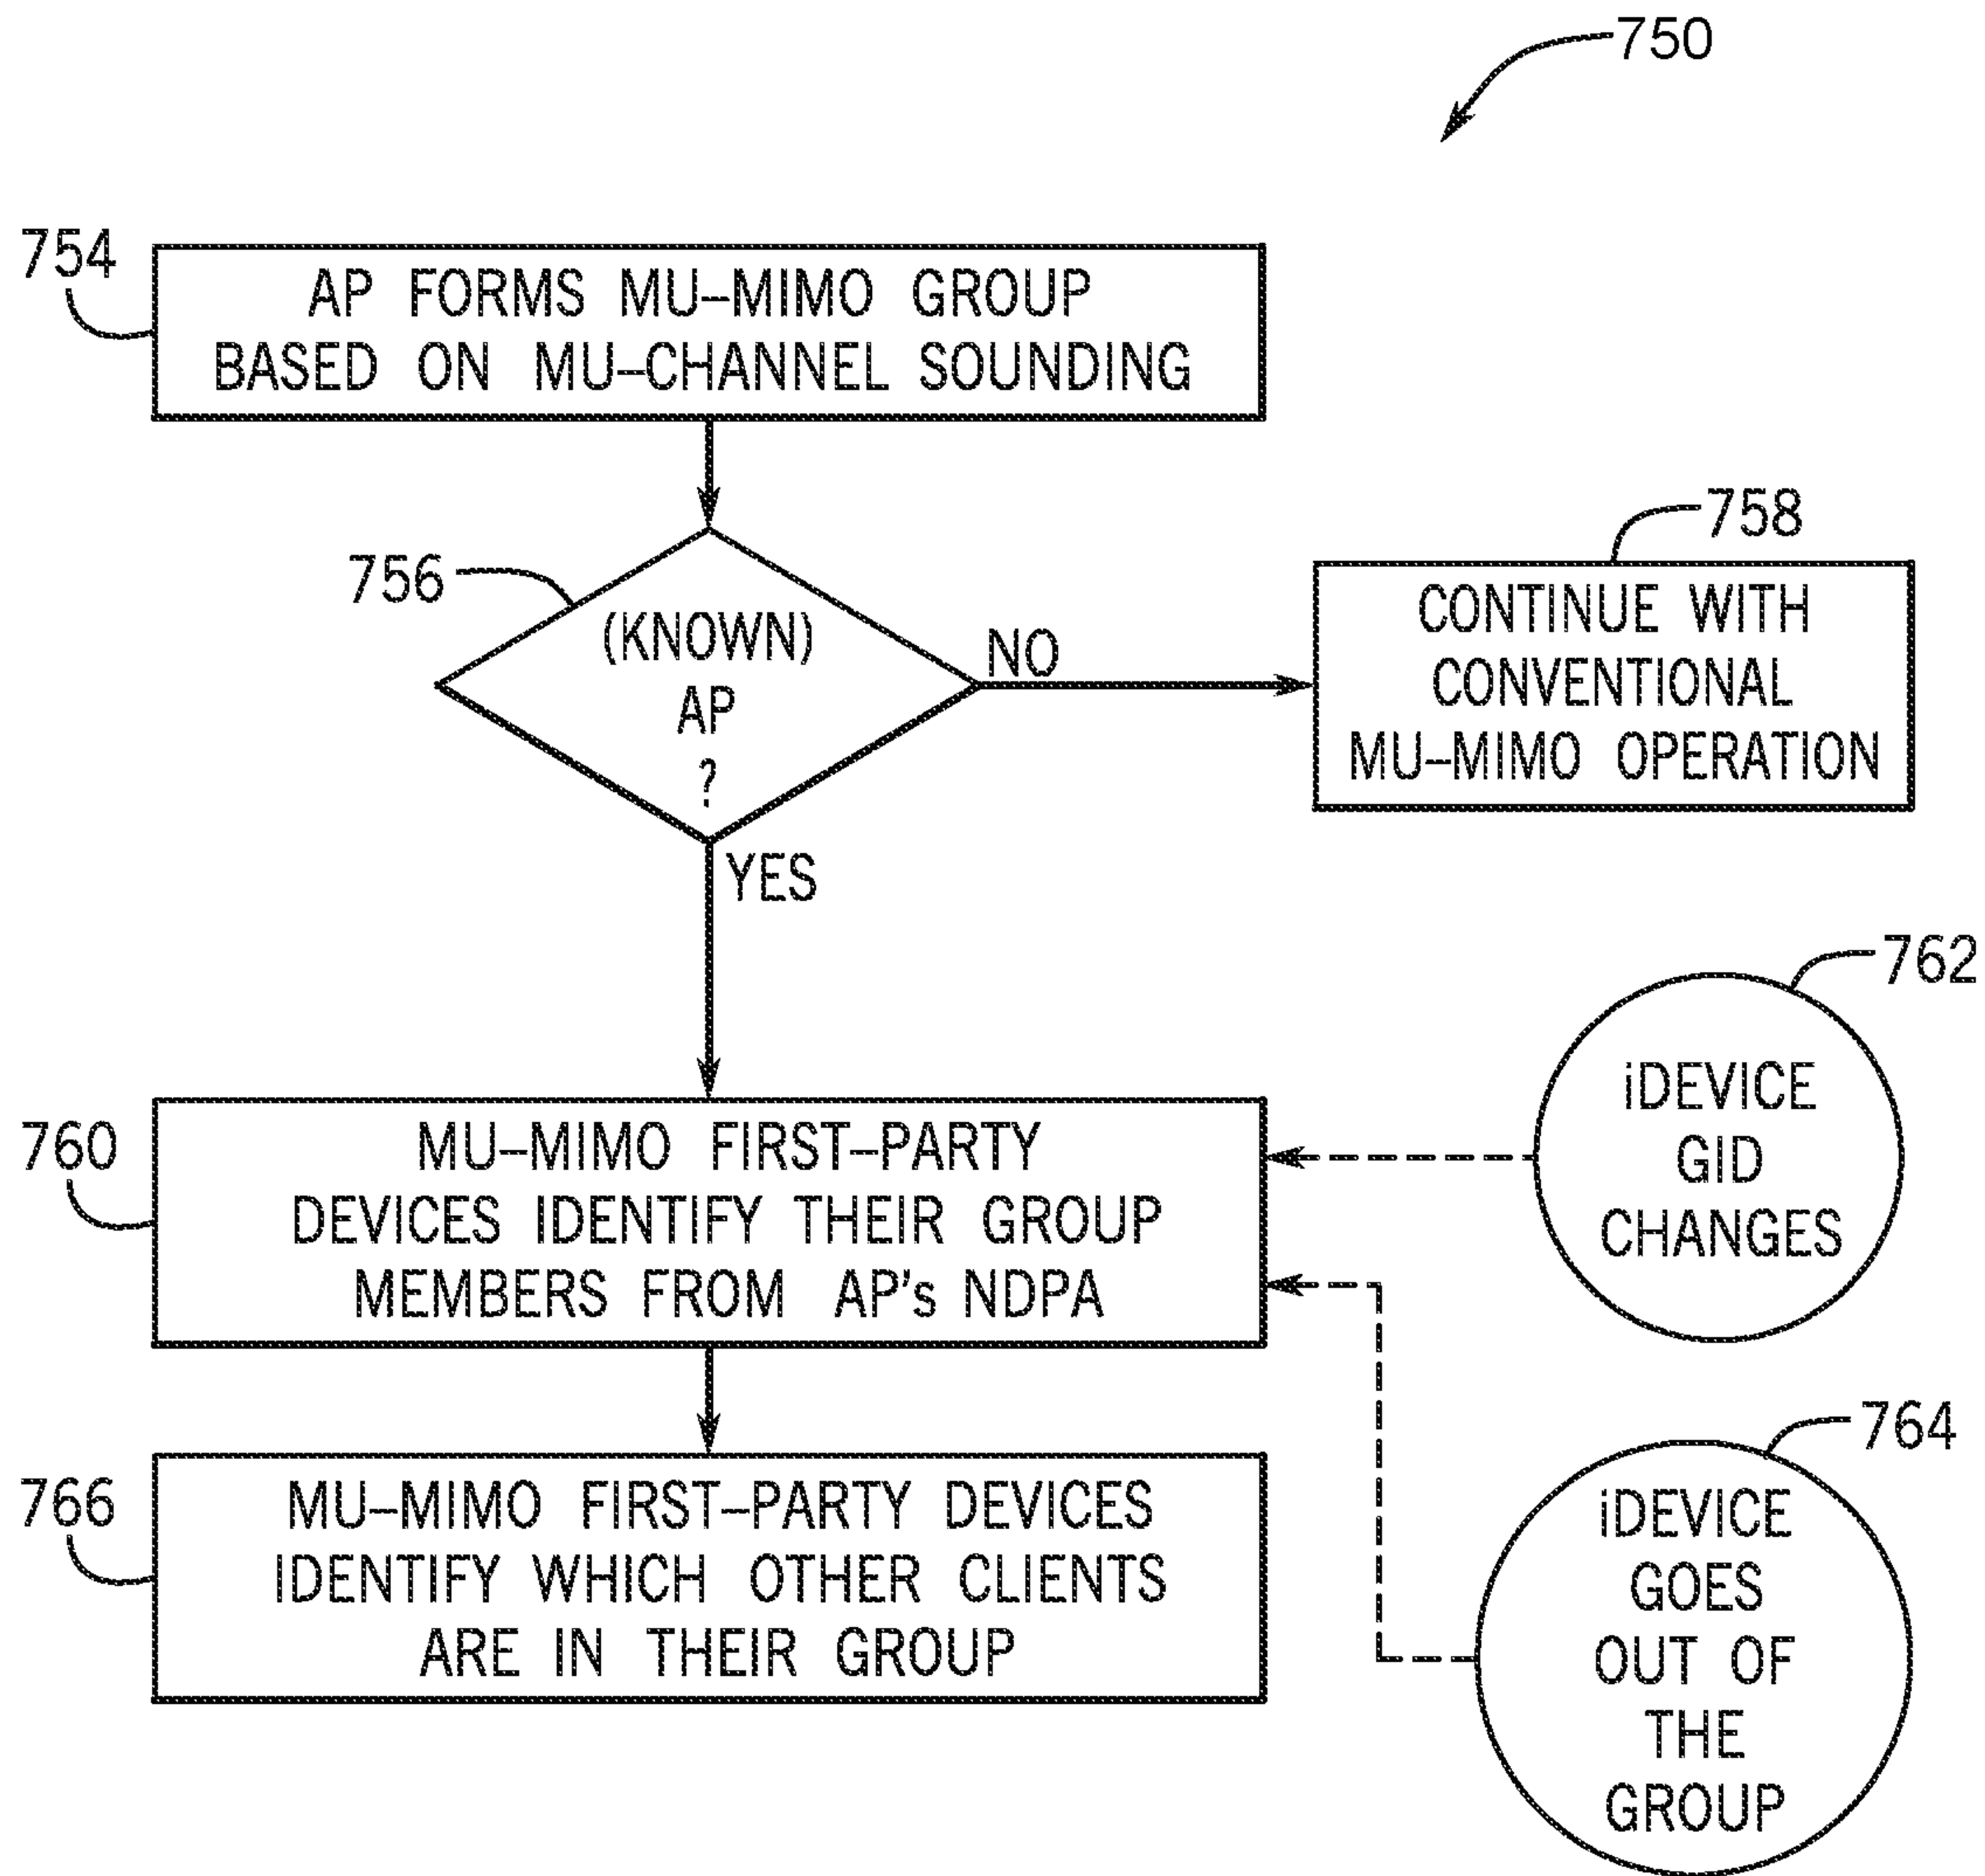 750
754
AP FORMS MU-MIMO GROUP
BASED ON MU-CHANNEL SOUNDING
756
(KNOWN)
AP
?
NO
758
CONTINUE WITH
CONVENTIONAL
MU-MIMO OPERATION
YES
760
MU-MIMO FIRST-PARTY
DEVICES IDENTIFY THEIR GROUP
MEMBERS FROM AP's NDPA
762
iDEVICE
GID
CHANGES
764
iDEVICE
GOES
OUT OF
THE
GROUP
766
MU-MIMO FIRST-PARTY DEVICES
IDENTIFY WHICH OTHER CLIENTS
ARE IN THEIR GROUP